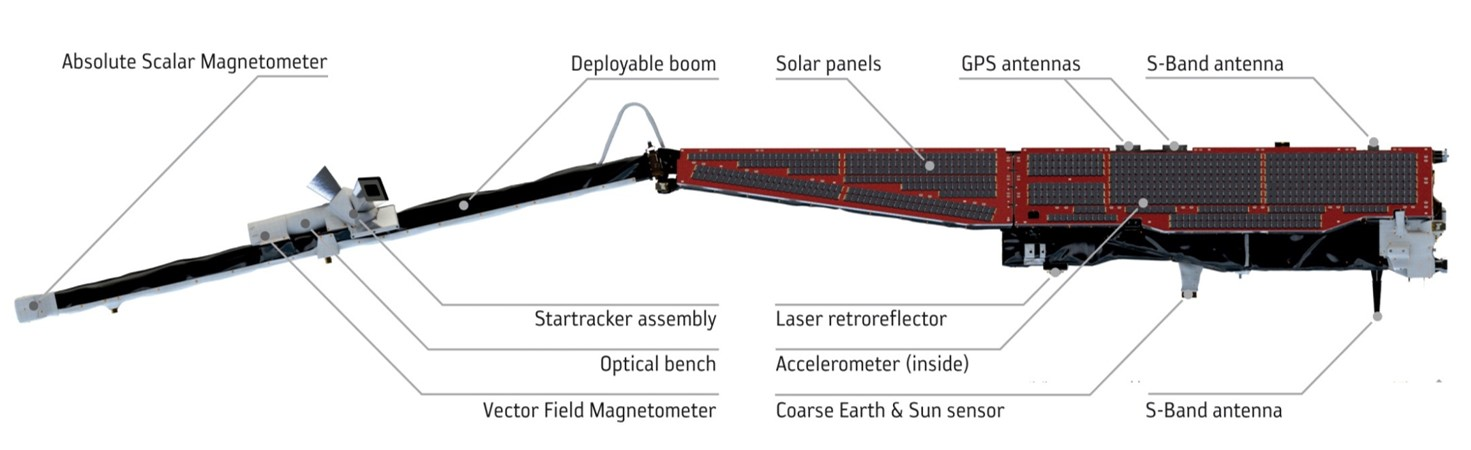 Absolute Scalar Magnetometer
Deployable boom
Solar panels
GPS antennas
S-Band antenna
Startracker assembly
Laser retroreflector
Optical bench
Accelerometer (inside)
Vector Field Magnetometer
Coarse Earth & Sun sensor
S-Band antenna